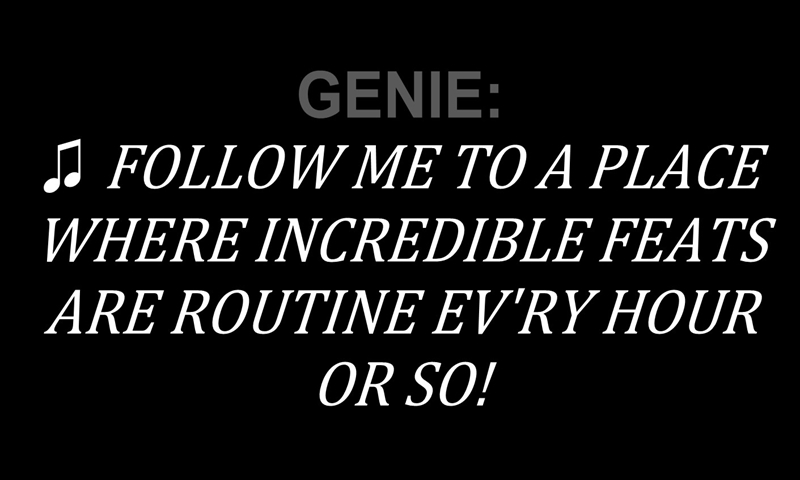 GENIE:
♫ FOLLOW ME TO A PLACE
WHERE INCREDIBLE FEATS
ARE ROUTINE EV'RY HOUR
OR SO!